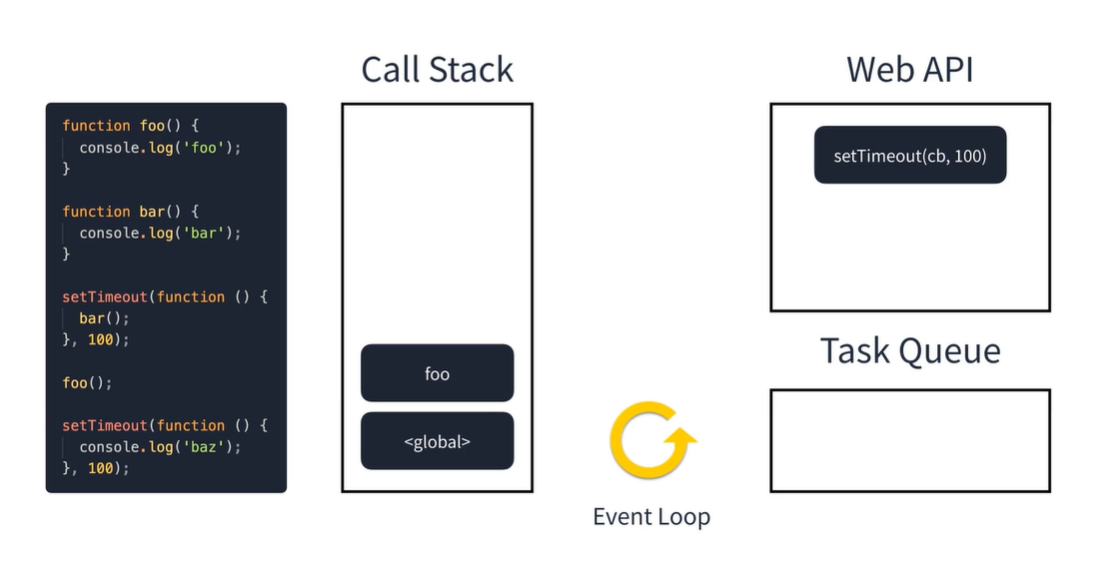 Call Stack
Web API
function foo() {
  console.log('foo');
}
function bar() {
  console.log('bar');
}
setTimeout(function () {
  bar();
}, 100);
foo();
setTimeout(function () {
  console.log('baz');
}, 100);
foo
<global>
Event Loop
setTimeout(cb, 100)
Task Queue